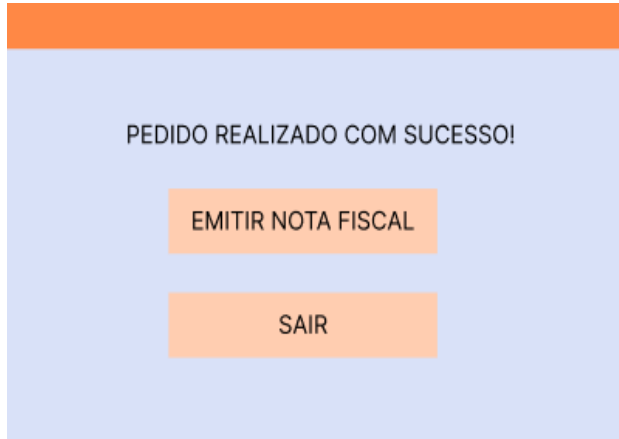 PEDIDO REALIZADO COM SUCESSO!
EMITIR NOTA FISCAL
SAIR